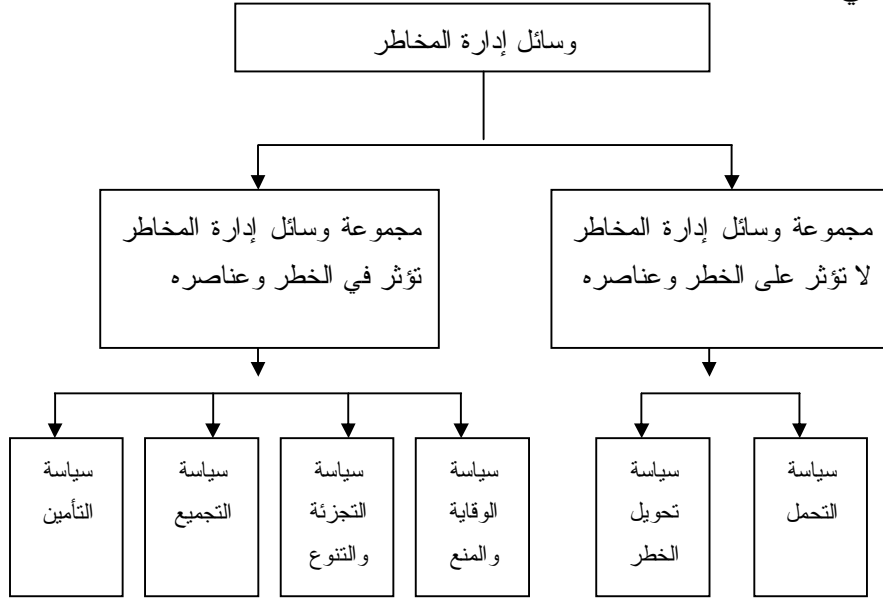 ي
وسائل إدارة المخاطر
مجموعة وسائل إدارة المخاطر
لا تؤثر على الخطر وعناصره
مجموعة وسائل إدارة المخاطر
تؤثر في الخطر وعناصره
سياسة
التحمل
سياسة
تحويل
الخطر
سياسة
الوقاية
والمنع
سياسة
التجزئة
والتنوع
سياسة
التجميع
سياسة
التأمين